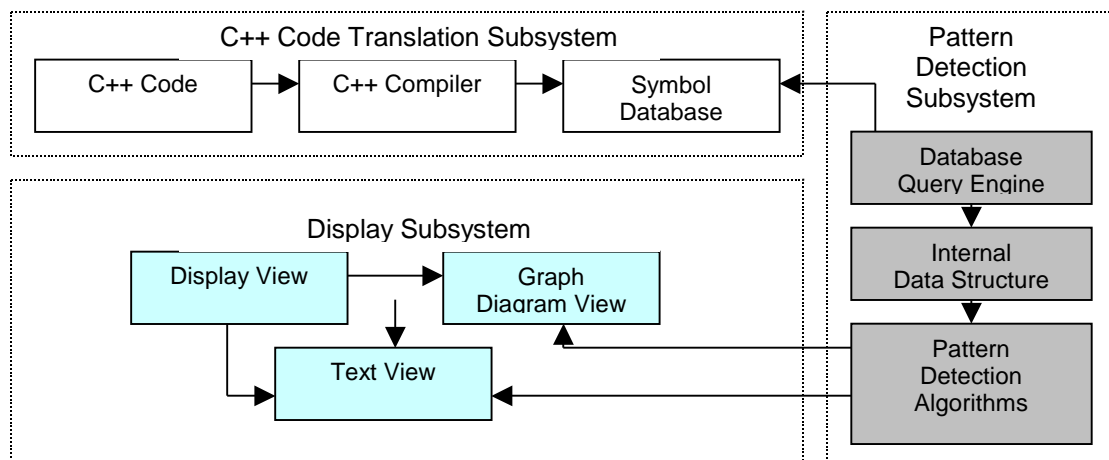 C++ Code Translation Subsystem
C++ Code
C++ Compiler
Symbol
Database
Pattern
Detection
Subsystem
Database
Query Engine
Internal
Data Structure
Pattern
Detection
Algorithms
Display Subsystem
Display View
Graph
Diagram View
Text View